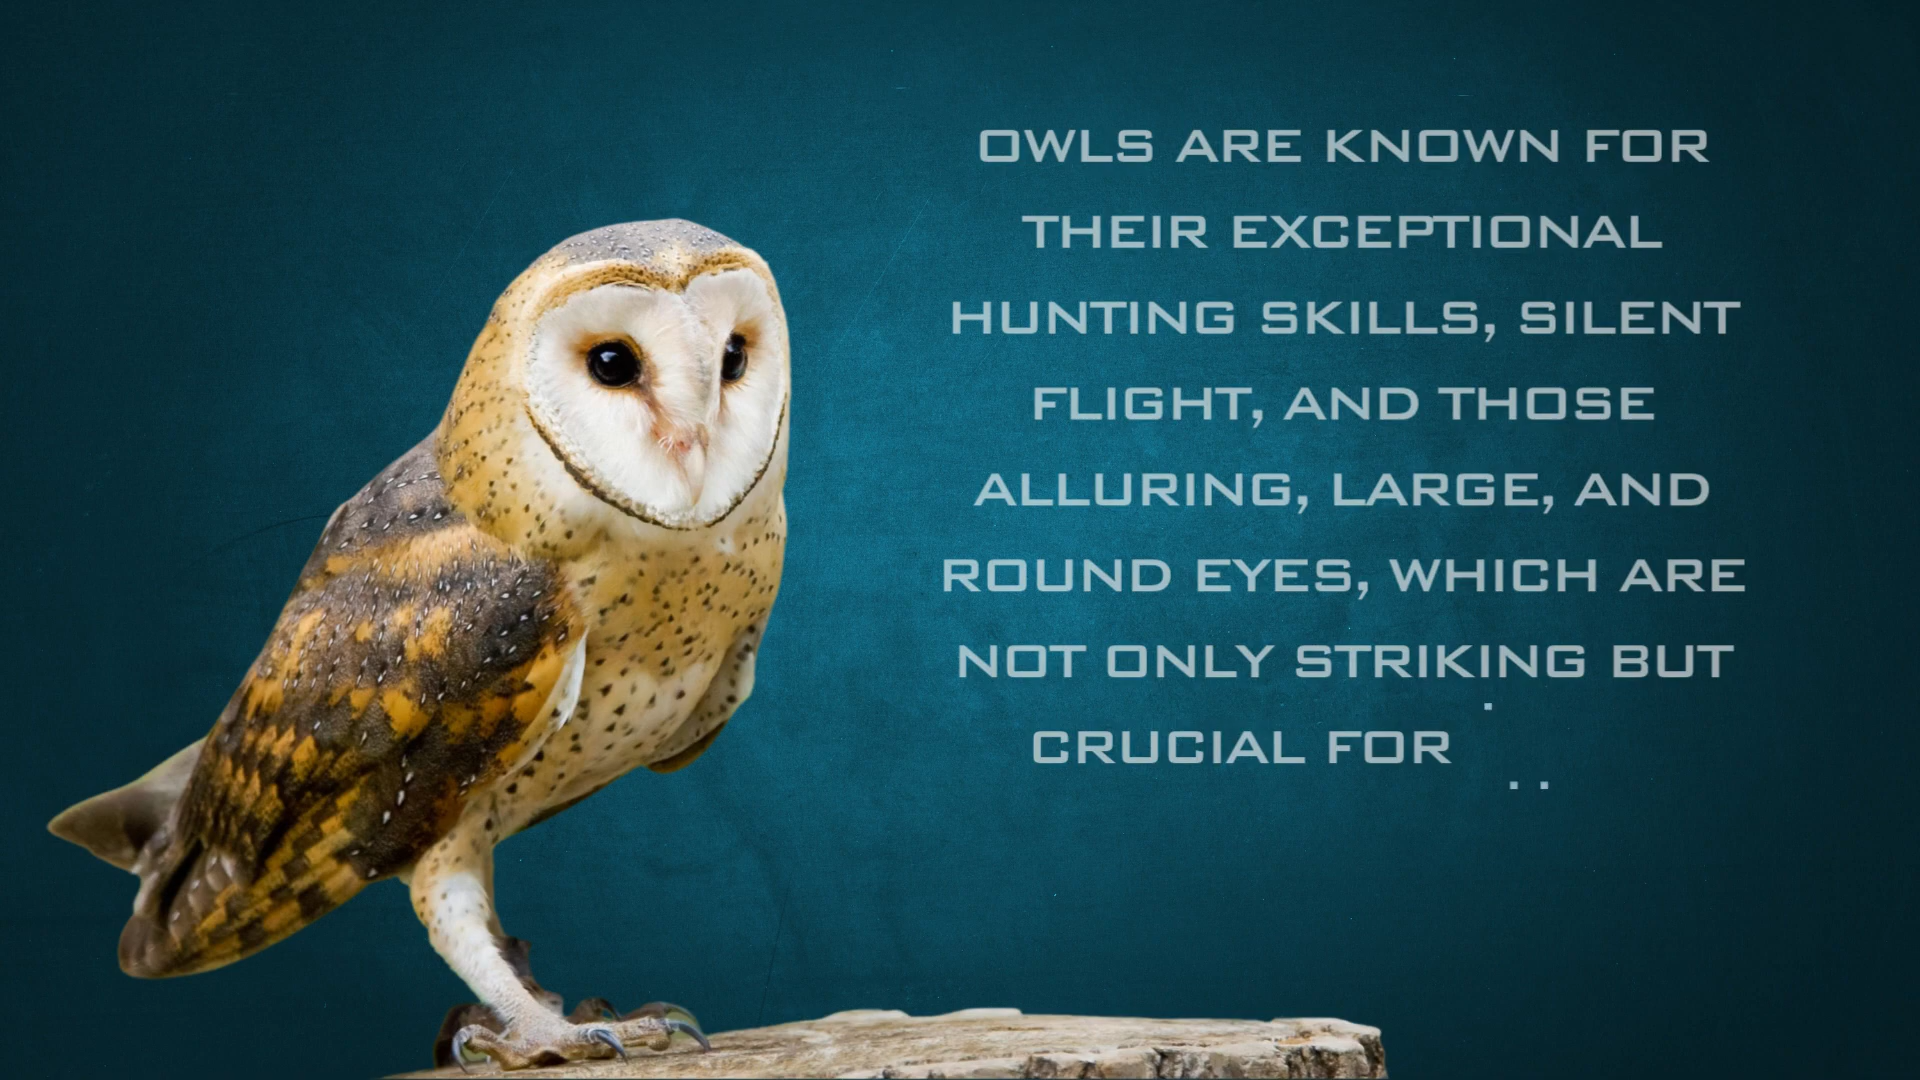 OWLS ARE KNOWN FOR
THEIR EXCEPTIONAL
HUNTING SKILLS, SILENT
FLIGHT, AND THOSE
ALLURING, LARGE, AND
ROUND EYES, WHICH ARE
NOT ONLY STRIKING BUT
CRUCIAL FOR